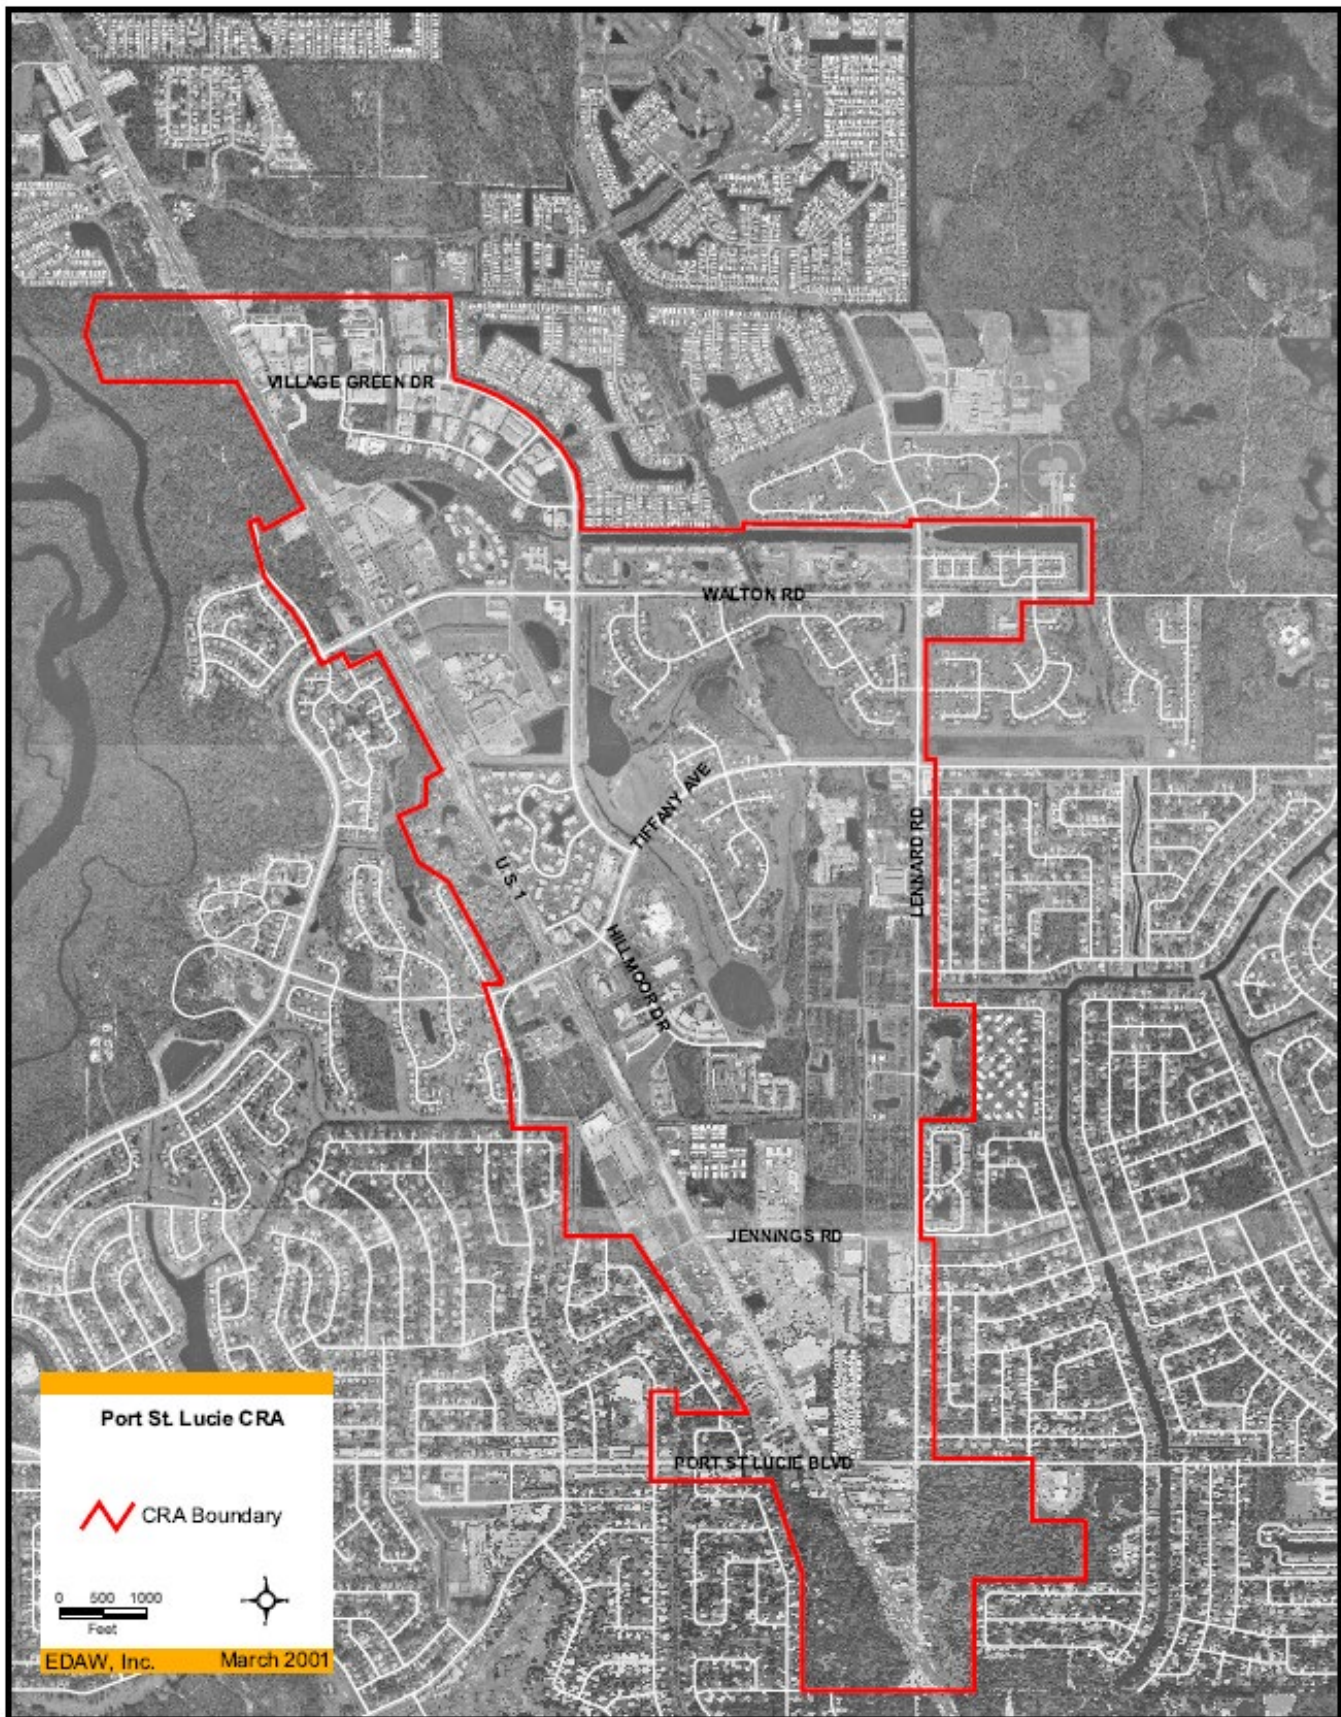 VILLAGE GREEN DR
WALTON RD
TIFFANY AVE
LENNARD RD
U.S. 1
HILLMOOR DR
JENNINGS RD
PORT ST LUCIE BLVD
Port St. Lucie CRA
CRA Boundary
0 500 1000
Feet
EDAW, Inc. March 2001